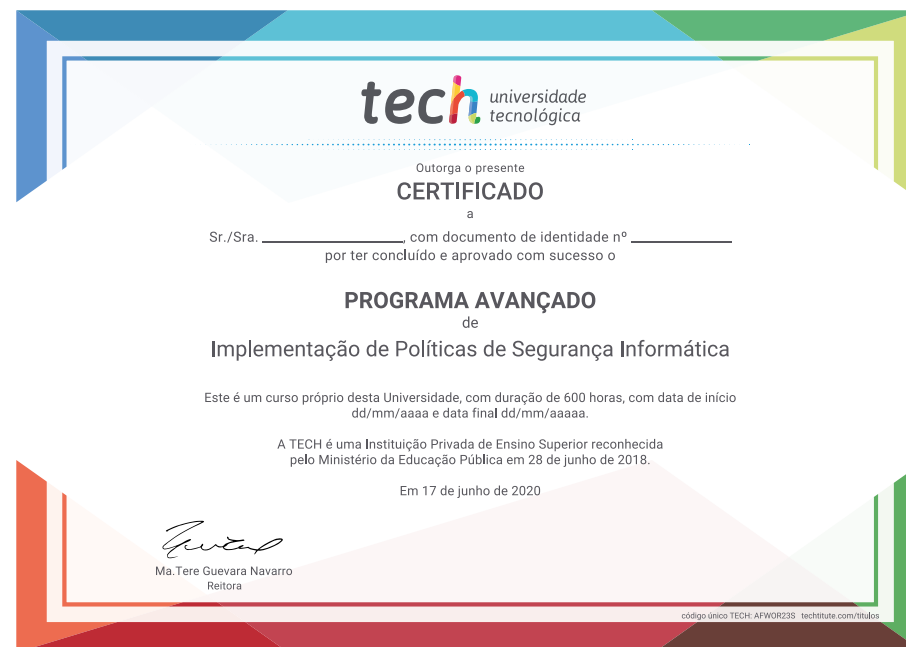 tech universidade
tecnológica
Outorga o presente
CERTIFICADO
a
Sr./Sra. ____________________, com documento de identidade nº ______________
por ter concluído e aprovado com sucesso o
PROGRAMA AVANÇADO
de
Implementação de Políticas de Segurança Informática
Este é um curso próprio desta Universidade, com duração de 600 horas, com data de início
dd/mm/aaaa e data final dd/mm/aaaaa.
A TECH é uma Instituição Privada de Ensino Superior reconhecida
pelo Ministério da Educação Pública em 28 de junho de 2018.
Em 17 de junho de 2020
Ma.Tere Guevara Navarro
Reitora
código único TECH: AFWOR23S techtitute.com/titulos